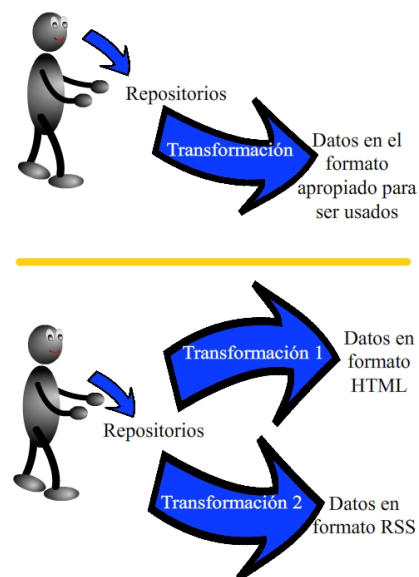 Repositorios
Transformación
Datos en el
formato
apropiado para
ser usados
Transformación 1
Datos en
formato
HTML
Repositorios
Transformación 2
Datos en
formato RSS